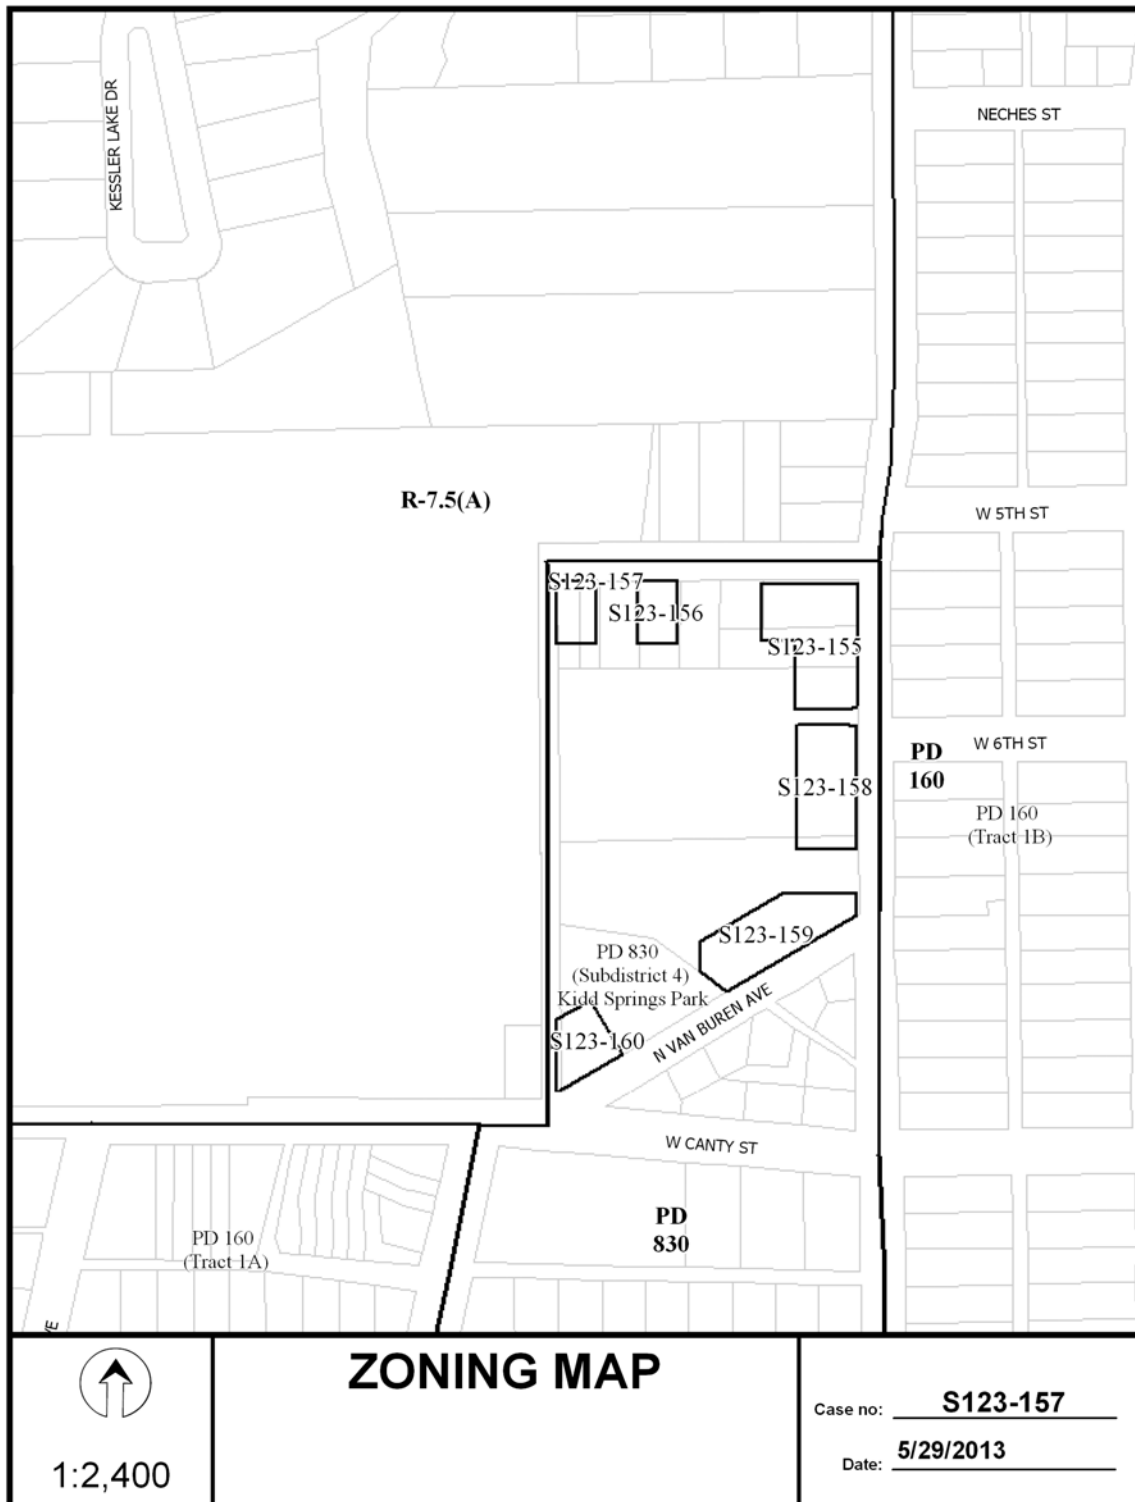 KESSLER LAKE DR
NECHES ST
R-7.5(A)
W 5TH ST
S123-157
S123-156
S123-155
W 6TH ST
PD
160
S123-158
PD 160
(Tract 1B)
S123-159
PD 830
(Subdistrict 4)
Kidd Springs Park
N VAN BUREN AVE
S123-160
W CANTY ST
PD
830
PD 160
(Tract 1A)
VE
ZONING MAP
1:2,400
Case no: S123-157
Date: 5/29/2013